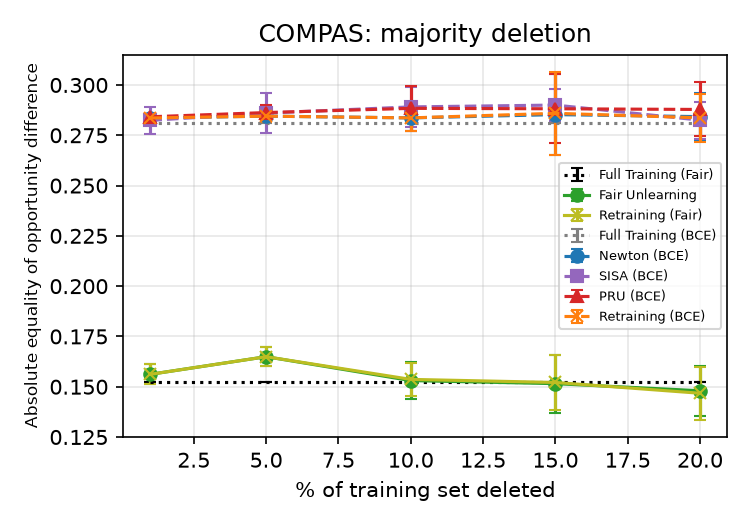 COMPAS: majority deletion
Absolute equality of opportunity difference
0.300
0.275
0.250
0.225
0.200
0.175
0.150
0.125
Full Training (Fair)
Fair Unlearning
Retraining (Fair)
Full Training (BCE)
Newton (BCE)
SISA (BCE)
PRU (BCE)
Retraining (BCE)
2.5 5.0 7.5 10.0 12.5 15.0 17.5 20.0
% of training set deleted